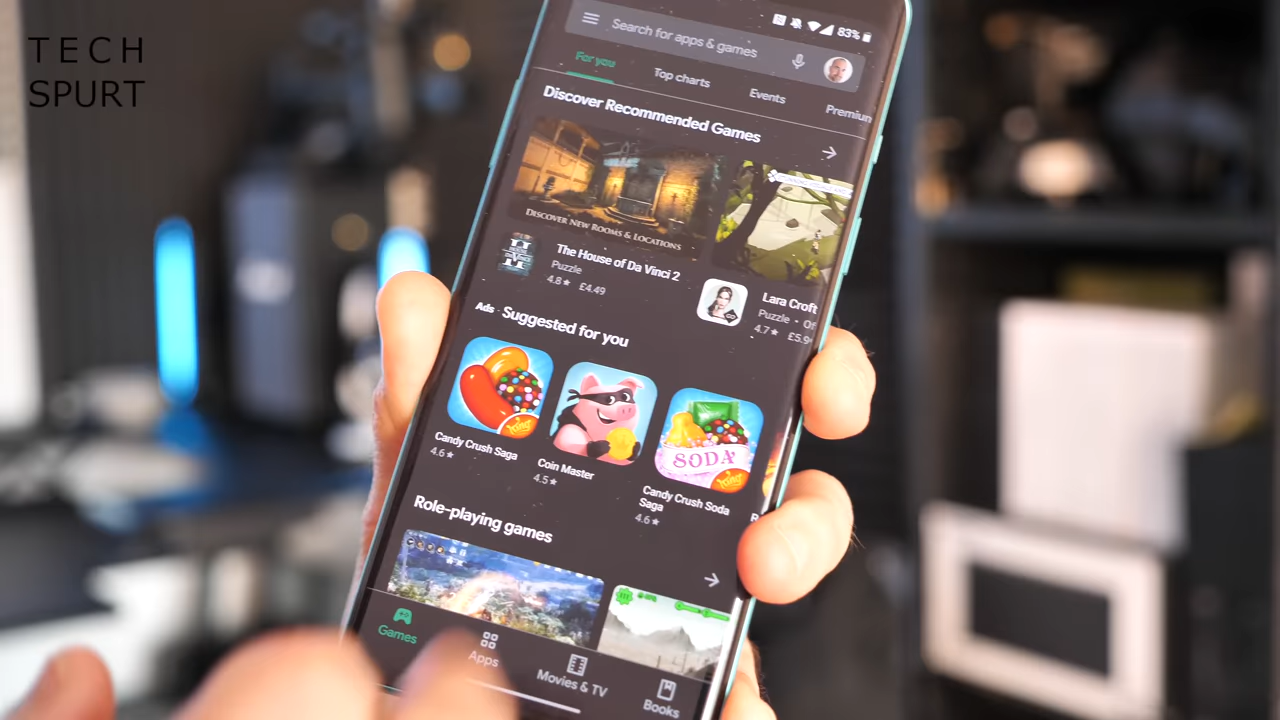 TECH
SPURT
83%
Search for apps & games
For you
Top charts
Events
Premium
Discover Recommended Games
DISCOVER NEW ROOMS & LOCATIONS
The House of Da Vinci 2
Puzzle
4.8★ £4.49
Lara Croft
Puzzle •
4.7★ £5.9
Ads · Suggested for you
Candy Crush Saga
4.6★
Coin Master
4.5★
SODA
King
Candy Crush Soda
Saga
4.6★
Role-playing games
Games
Apps
Movies & TV
Books